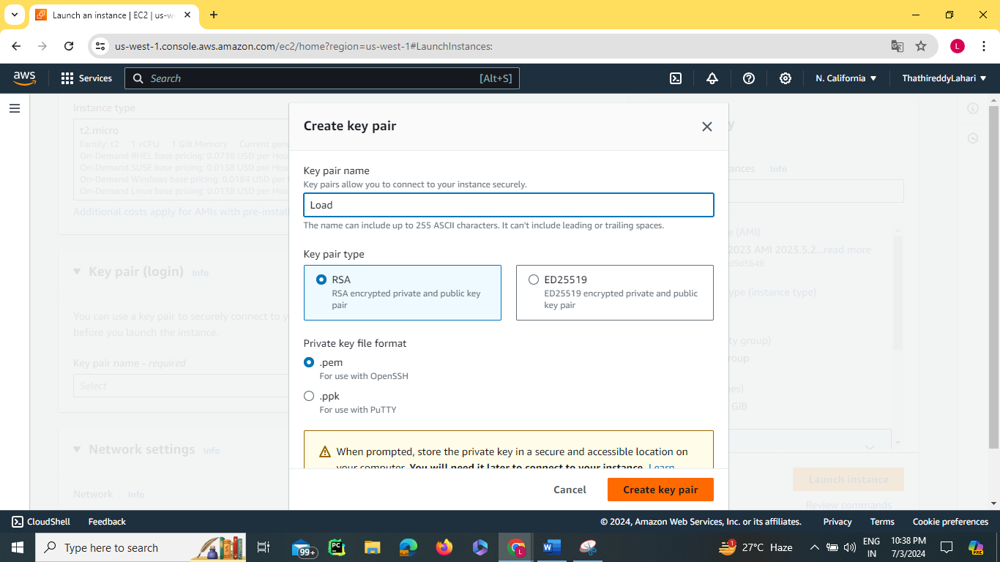 Launch an instance | EC2 | us-w
us-west-1.console.aws.amazon.com/ec2/home?region=us-west-1#LaunchInstances:
L
aws
Services
Search
[Alt+S]
N. California
ThathireddyLahari
Instance type
t2.micro
Family: t2 1 vCPU 1 GiB Memory Current gene
On-Demand RHEL base pricing: 0.0738 USD per Hou
On-Demand SUSE base pricing: 0.0138 USD per Hou
On-Demand Windows base pricing: 0.0184 USD per
On-Demand Linux base pricing: 0.0138 USD per Hou
Additional costs apply for AMIs with pre-install
Key pair (login) Info
You can use a key pair to securely connect to y
before you launch the instance.
Key pair name - required
Select
Network settings Info
Network Info
Create key pair
Key pair name
Key pairs allow you to connect to your instance securely.
Load
The name can include up to 255 ASCII characters. It can't include leading or trailing spaces.
Key pair type
RSA
RSA encrypted private and public key
pair
ED25519
ED25519 encrypted private and public
key pair
Private key file format
.pem
For use with OpenSSH
.ppk
For use with PuTTY
When prompted, store the private key in a secure and accessible location on
your computer. You will need it later to connect to your instance. Learn
Cancel
Create key pair
y
ances Info
e (AMI)
2023 AMI 2023.5.2...read more
d9d5646
ype (instance type)
ty group)
oup
es)
GiB
Launch instance
Review commands
CloudShell
Feedback
© 2024, Amazon Web Services, Inc. or its affiliates.
Privacy
Terms
Cookie preferences
Type here to search
99+
PC
L
W
27°C Haze
ENG
IN
10:38 PM
7/3/2024
PRE